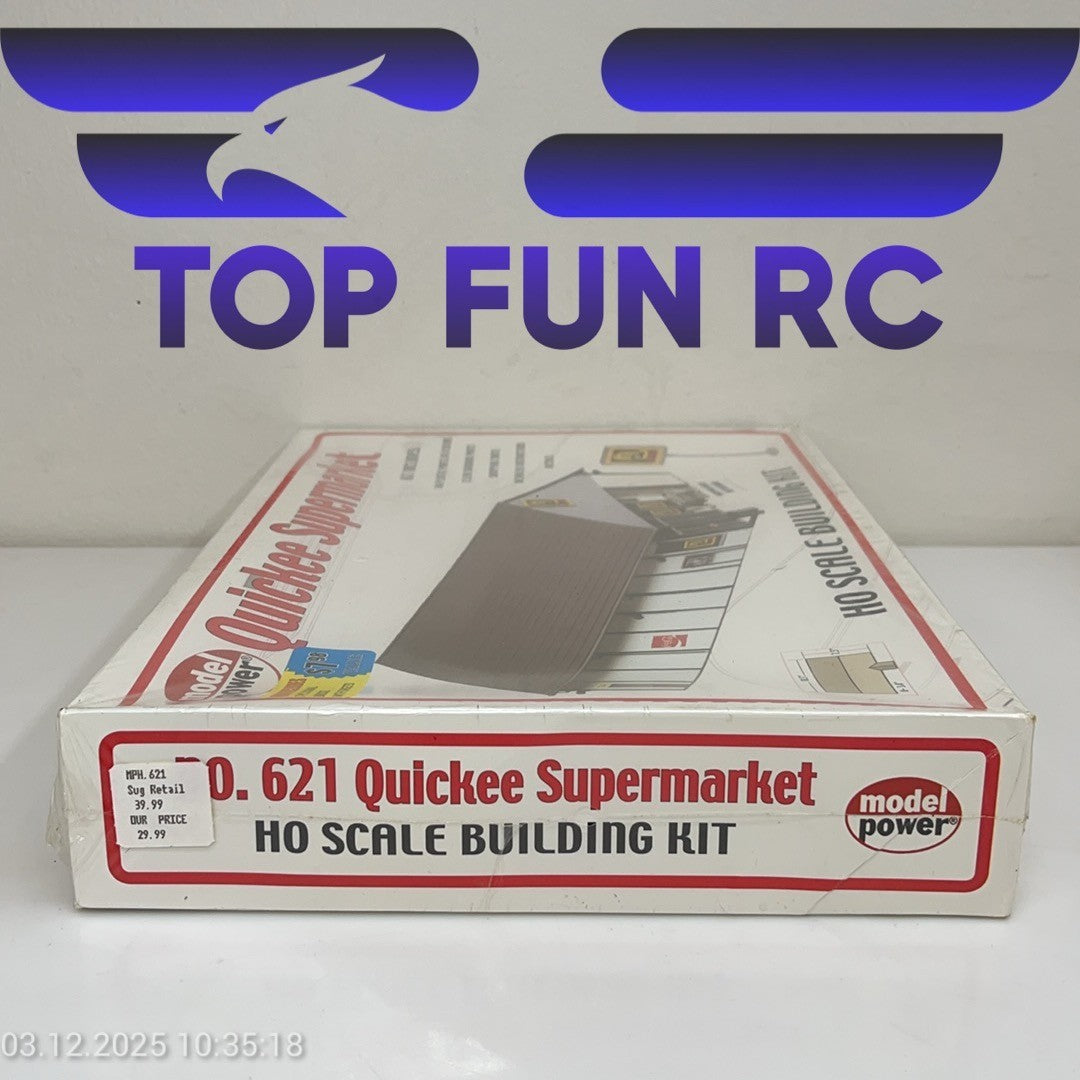 TOP FUN RC
Quickee Supermarket
HO SCALE BUILDING KIT
model
power®
O. 621 Quickee Supermarket
HO SCALE BUILDING KIT
model
power®
MPH. 621
Sug Retail
39.99
OUR PRICE
29.99
03.12.2025 10:35:18